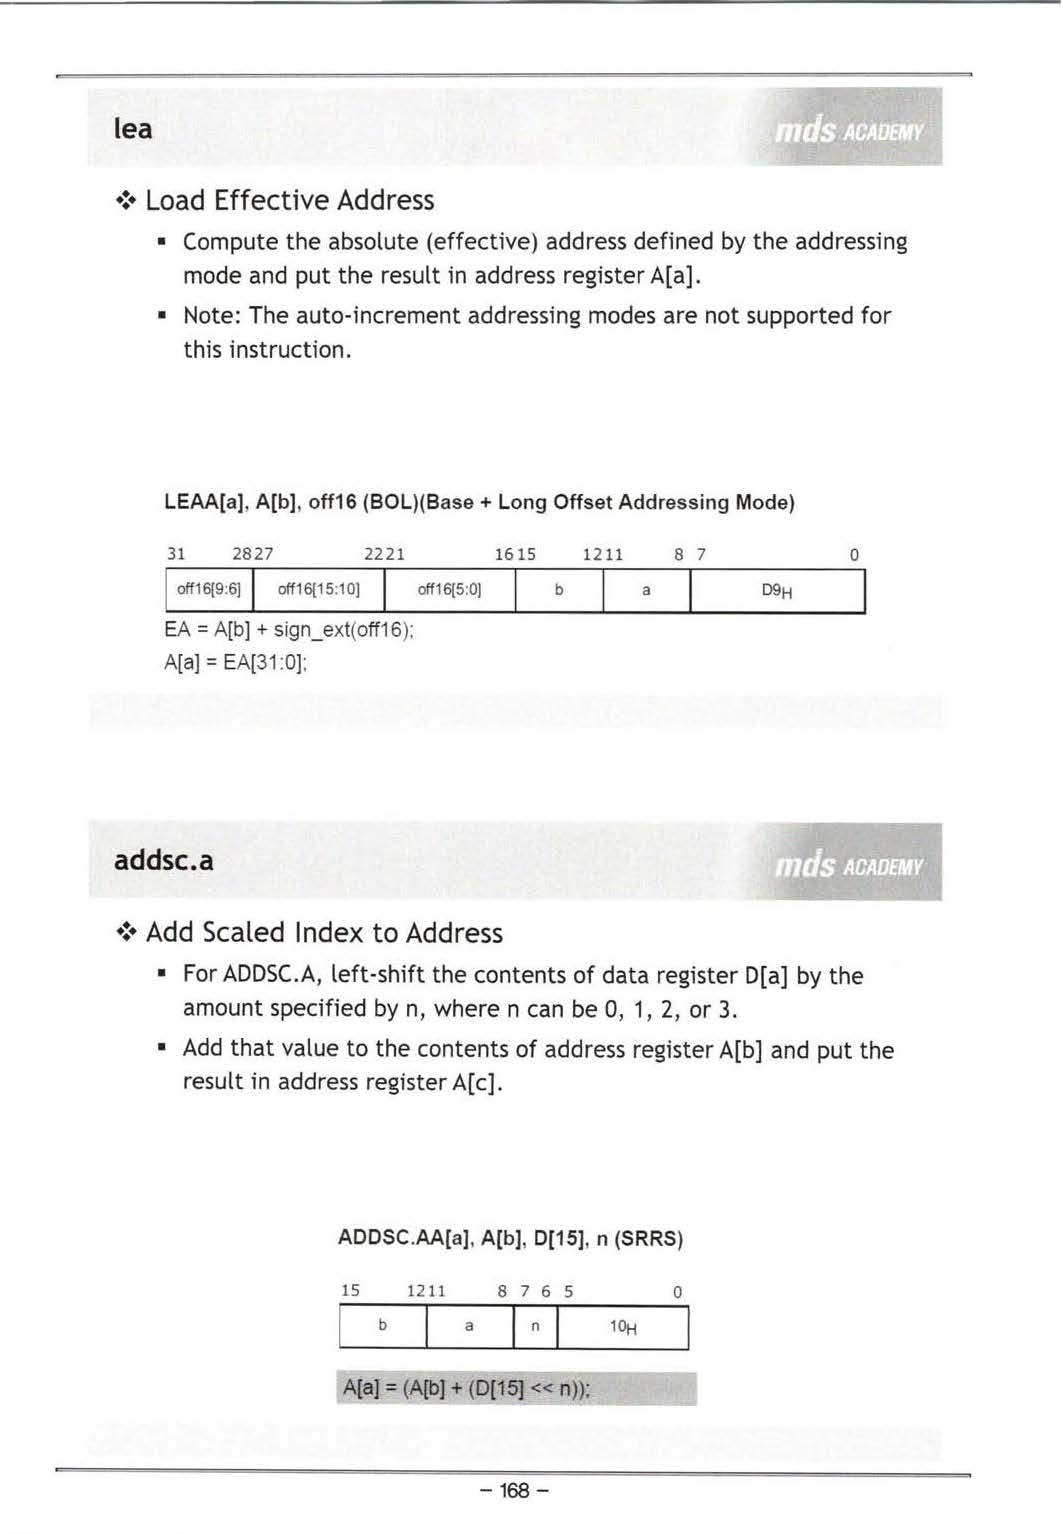 lea
mds ACADEMY
❖ Load Effective Address
▪ Compute the absolute (effective) address defined by the addressing
mode and put the result in address register A[a].
▪ Note: The auto-increment addressing modes are not supported for
this instruction.
LEAA[a], A[b], off16 (BOL)(Base + Long Offset Addressing Mode)
31 2827 2221 1615 1211 8 7 0
off16[9:6] off16[15:10] off16[5:0] b a D9H
EA = A[b] + sign_ext(off16);
A[a] = EA[31:0];
addsc.a
mds ACADEMY
❖ Add Scaled Index to Address
▪ For ADDSC.A, left-shift the contents of data register D[a] by the
amount specified by n, where n can be 0, 1, 2, or 3.
▪ Add that value to the contents of address register A[b] and put the
result in address register A[c].
ADDSC.AA[a], A[b], D[15], n (SRRS)
15 1211 8 7 6 5 0
b a n 10H
A[a] = (A[b] + (D[15] << n));
– 168 –